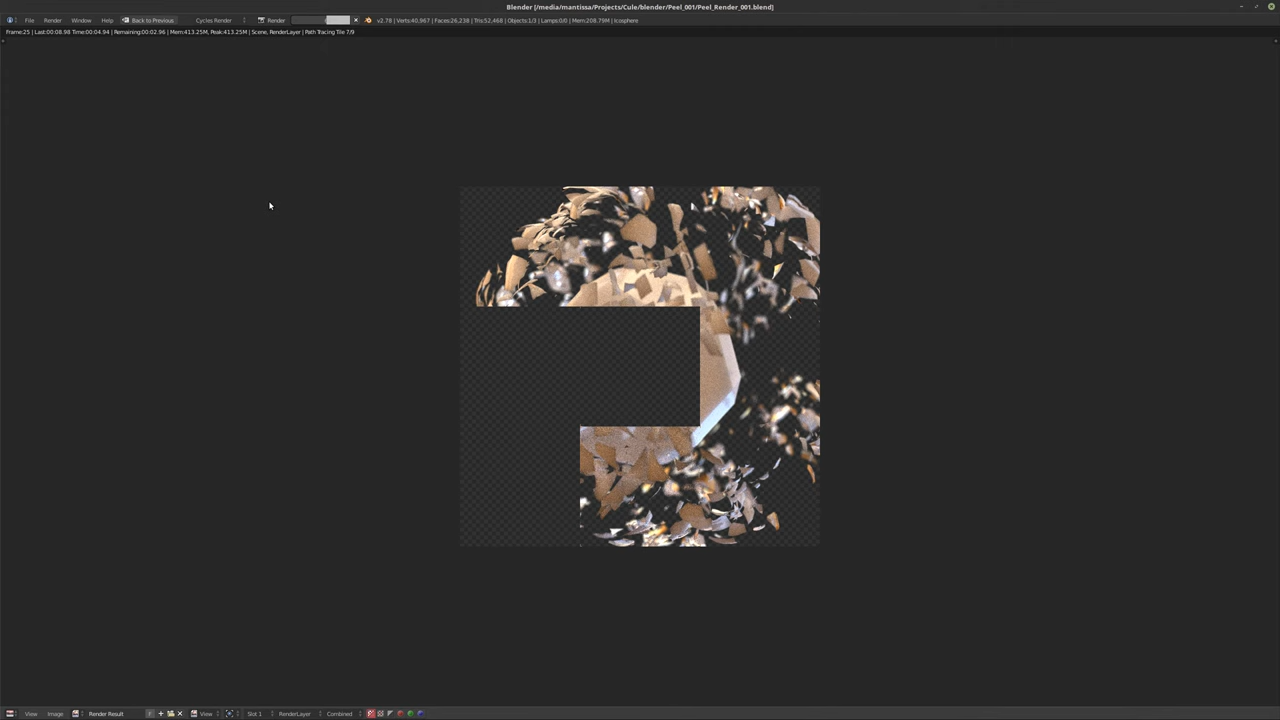 Blender [/media/mantissa/Projects/Cule/blender/Peel_001/Peel_Render_001.blend]
File Render Window Help Back to Previous Cycles Render Render v2.78 | Verts:40,967 | Faces:26,238 | Tris:52,468 | Objects:1/3 | Lamps:0/0 | Mem:208.79M | Icosphere
Frame:25 | Last:00:08.98 Time:00:04.94 | Remaining:00:02.96 | Mem:413.25M, Peak:413.25M | Scene, RenderLayer | Path Tracing Tile 7/9
View Image Render Result F View Slot 1 RenderLayer Combined